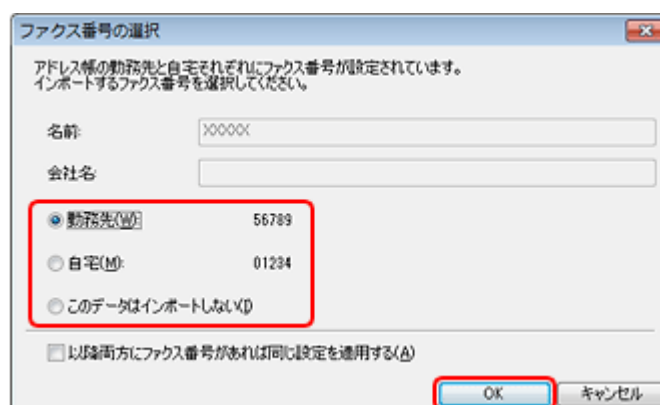 ファクス番号の選択
アドレス帳の勤務先と自宅それぞれにファクス番号が設定されています。
インポートするファクス番号を選択してください。
名前:
XXXXX
会社名:
勤務先(W): 56789
自宅(M): 01234
このデータはインポートしない(I)
以降両方にファクス番号があれば同じ設定を適用する(A)
OK キャンセル